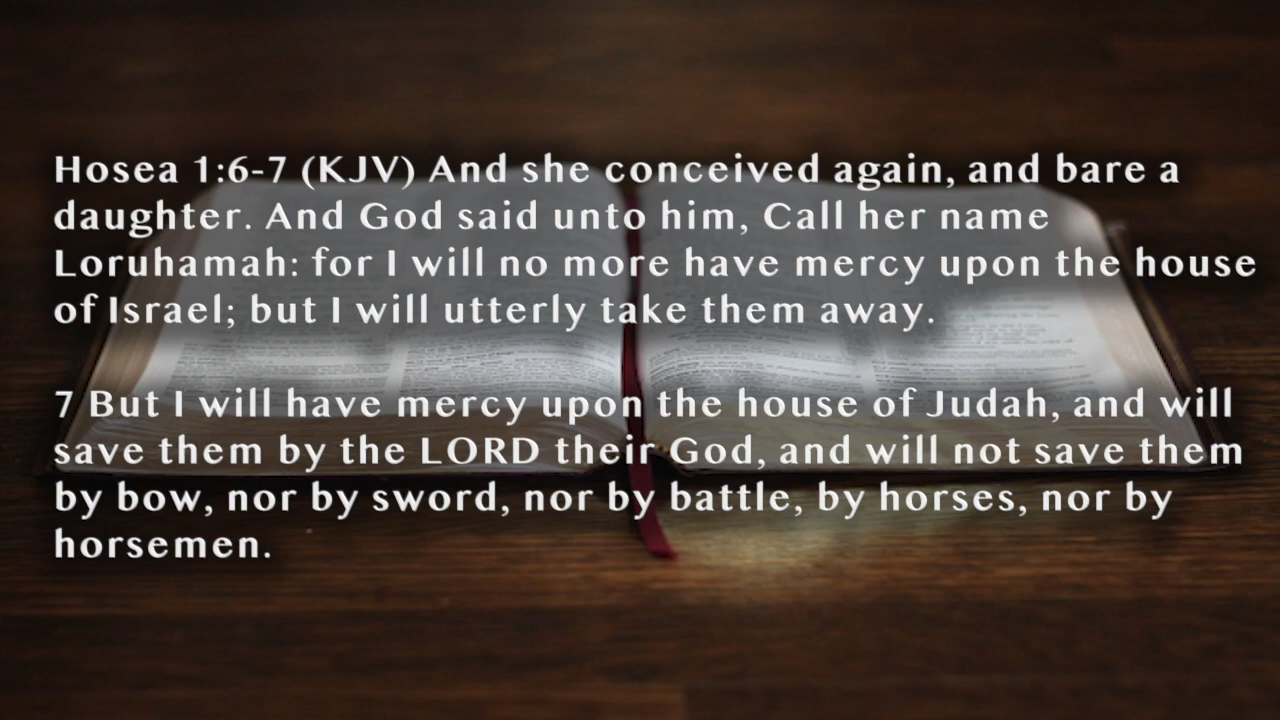 Hosea 1:6-7 (KJV) And she conceived again, and bare a
daughter. And God said unto him, Call her name
Loruhamah: for I will no more have mercy upon the house
of Israel; but I will utterly take them away.
7 But I will have mercy upon the house of Judah, and will
save them by the LORD their God, and will not save them
by bow, nor by sword, nor by battle, by horses, nor by
horsemen.